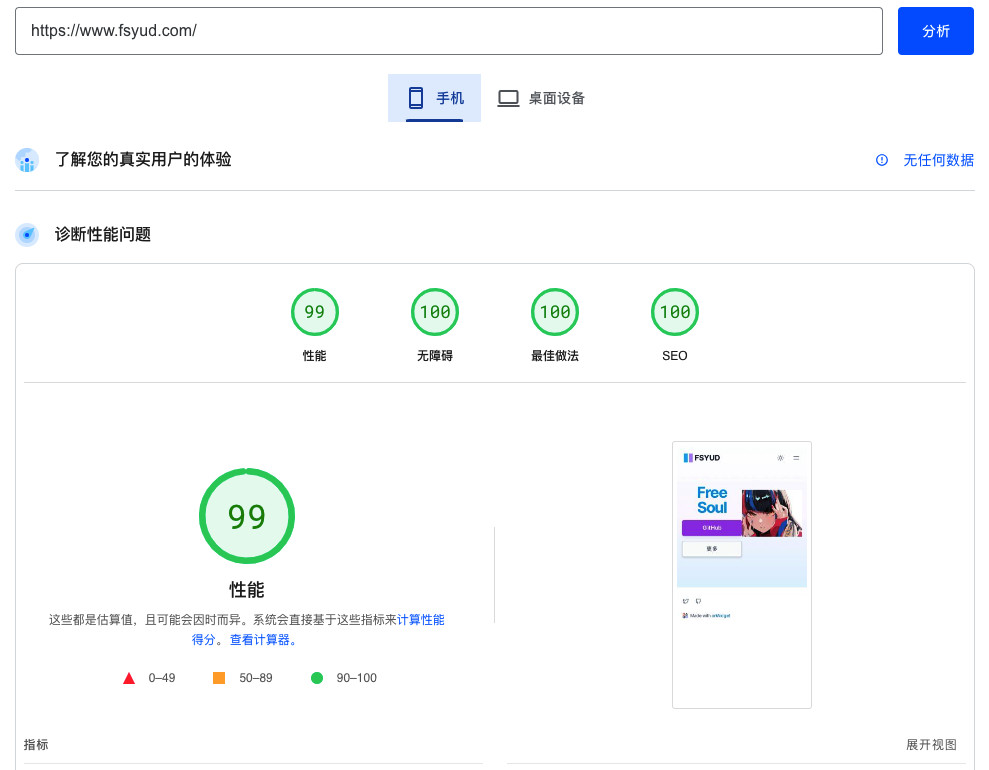 https://www.fsyud.com/
分析
手机
桌面设备
了解您的真实用户的体验
无任何数据
诊断性能问题
99
100
100
100
性能
无障碍
最佳做法
SEO
99
性能
这些都是估算值，且可能会因时而异。系统会直接基于这些指标来计算性能
得分。查看计算器。
0–49
50–89
90–100
FSYUD
Free
Soul
GitHub
更多
Made with
指标
展开视图